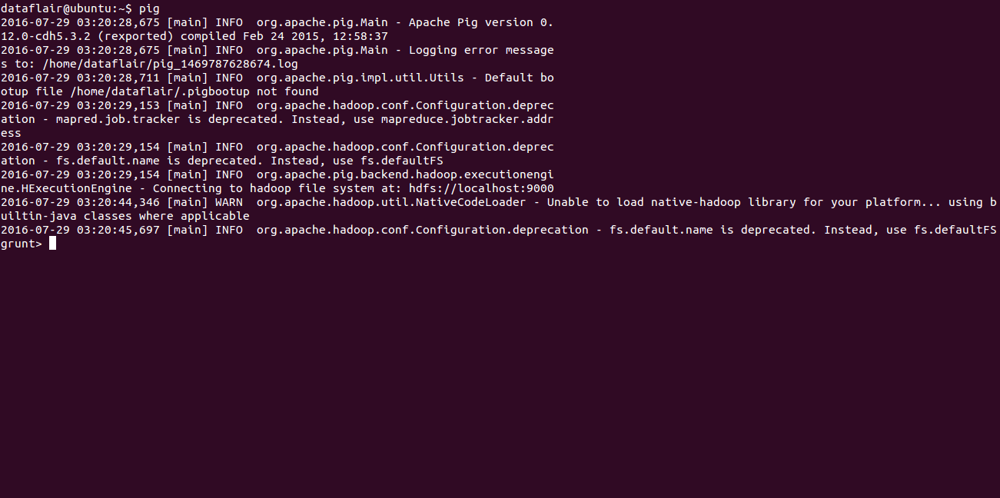 dataflair@ubuntu:~$ pig
2016-07-29 03:20:28,675 [main] INFO  org.apache.pig.Main - Apache Pig version 0.
12.0-cdh5.3.2 (rexported) compiled Feb 24 2015, 12:58:37
2016-07-29 03:20:28,675 [main] INFO  org.apache.pig.Main - Logging error message
s to: /home/dataflair/pig_1469787628674.log
2016-07-29 03:20:28,711 [main] INFO  org.apache.pig.impl.util.Utils - Default bo
otup file /home/dataflair/.pigbootup not found
2016-07-29 03:20:29,153 [main] INFO  org.apache.hadoop.conf.Configuration.deprec
ation - mapred.job.tracker is deprecated. Instead, use mapreduce.jobtracker.addr
ess
2016-07-29 03:20:29,154 [main] INFO  org.apache.hadoop.conf.Configuration.deprec
ation - fs.default.name is deprecated. Instead, use fs.defaultFS
2016-07-29 03:20:29,154 [main] INFO  org.apache.pig.backend.hadoop.executionengi
ne.HExecutionEngine - Connecting to hadoop file system at: hdfs://localhost:9000
2016-07-29 03:20:44,346 [main] WARN  org.apache.hadoop.util.NativeCodeLoader - Unable to load native-hadoop library for your platform... using b
uiltin-java classes where applicable
2016-07-29 03:20:45,697 [main] INFO  org.apache.hadoop.conf.Configuration.deprecation - fs.default.name is deprecated. Instead, use fs.defaultFS
grunt>